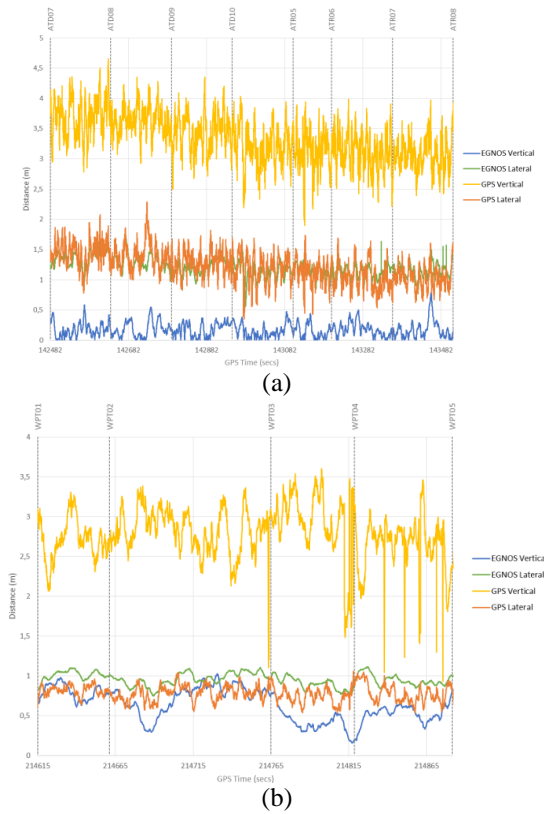 ATD07 ATD08 ATD09 ATD10 ATR05 ATR06 ATR07 ATR08
5
4,5
4
3,5
3
2,5
2
1,5
1
0,5
0
Distance (m)
EGNOS Vertical
EGNOS Lateral
GPS Vertical
GPS Lateral
142482 142682 142882 143082 143282 143482
GPS Time (secs)
(a)
WPT01 WPT02 WPT03 WPT04 WPT05
4
3,5
3
2,5
2
1,5
1
0,5
0
Distance (m)
EGNOS Vertical
EGNOS Lateral
GPS Vertical
GPS Lateral
214615 214665 214715 214765 214815 214865
GPS Time (secs)
(b)